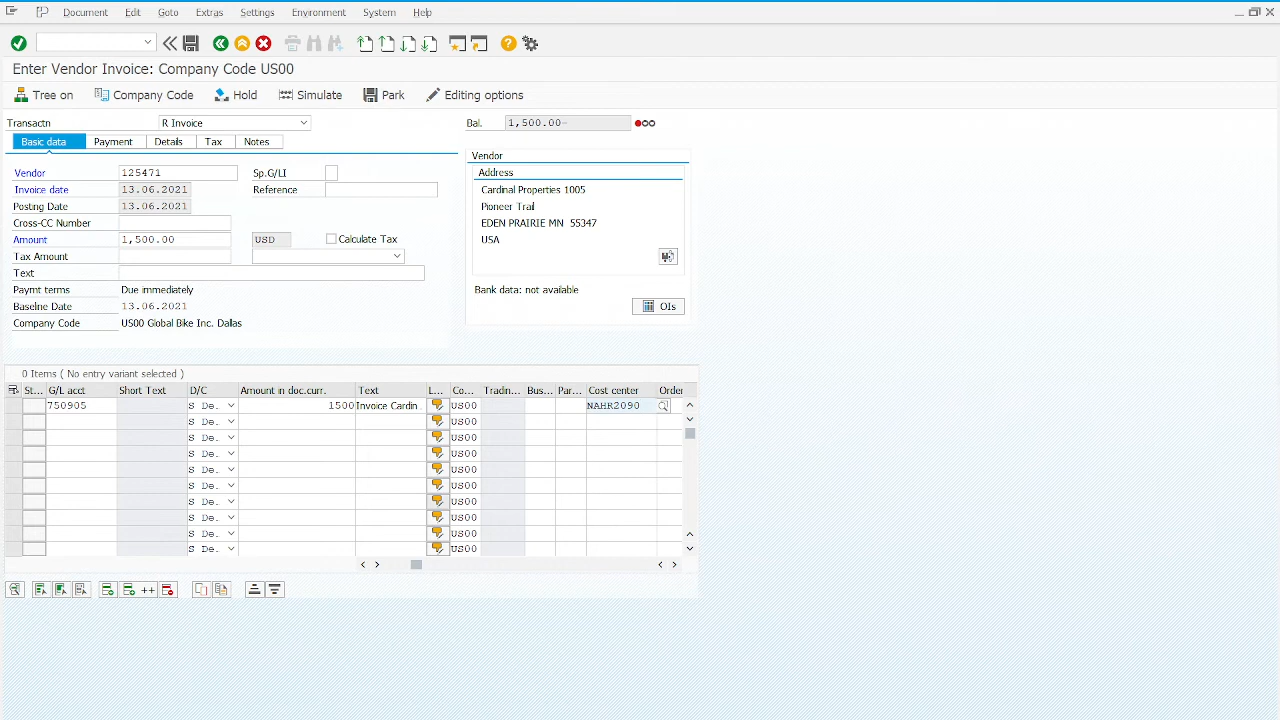 Document Edit Goto Extras Settings Environment System Help
Enter Vendor Invoice: Company Code US00
Tree on Company Code Hold Simulate Park Editing options
Transactn R Invoice Bal. 1,500.00-
Basic data Payment Details Tax Notes
Vendor
Address
Cardinal Properties 1005
Pioneer Trail
EDEN PRAIRIE MN 55347
USA
Bank data: not available
OIs
Vendor 125471 Sp.G/LI
Invoice date 13.06.2021 Reference
Posting Date 13.06.2021
Cross-CC Number
Amount 1,500.00 USD Calculate Tax
Tax Amount
Text
Paymt terms Due immediately
Baseline Date 13.06.2021
Company Code US00 Global Bike Inc. Dalas
0 Items ( No entry variant selected )
St... G/L acct Short Text D/C Amount in doc.curr. Text L... Co... Tradin... Bus... Par... Cost center Order
750905 S De… 1500 Invoice Cardin US00 NAHR2090
S De… US00
S De… US00
S De… US00
S De… US00
S De… US00
S De… US00
S De… US00
S De… US00
S De… US00